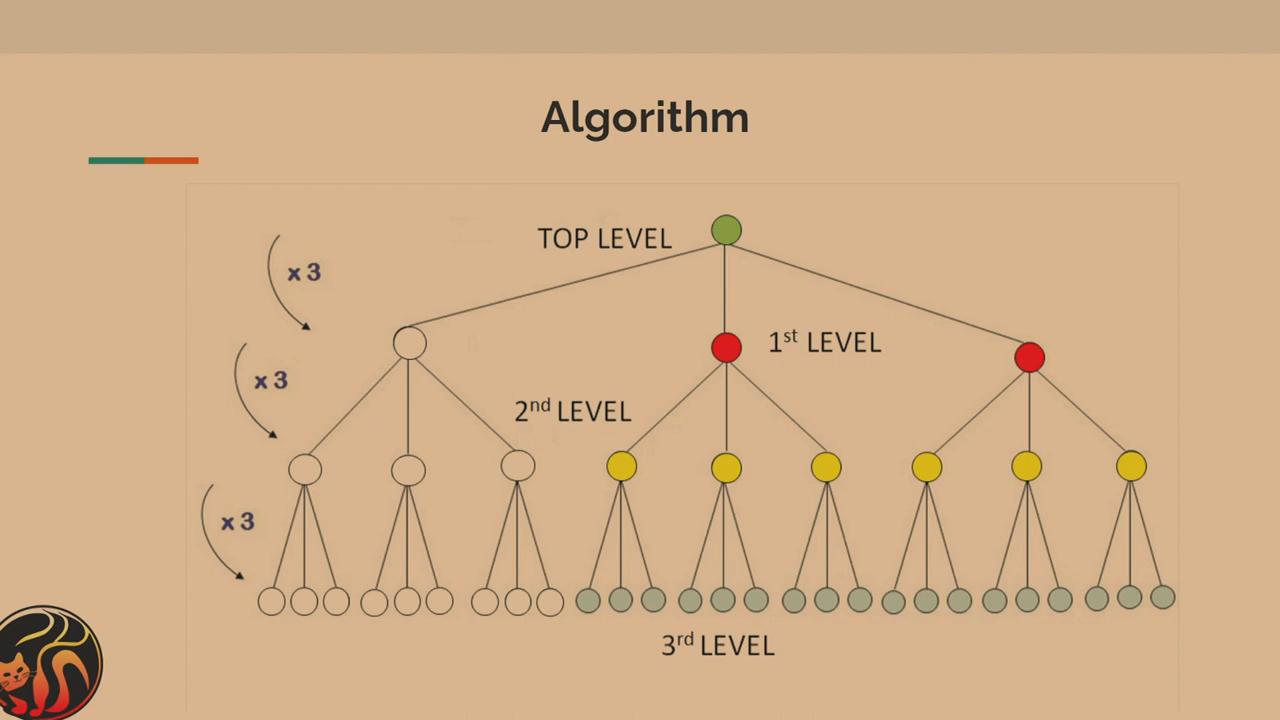 Algorithm
TOP LEVEL
x 3
1st LEVEL
x 3
2nd LEVEL
x 3
3rd LEVEL